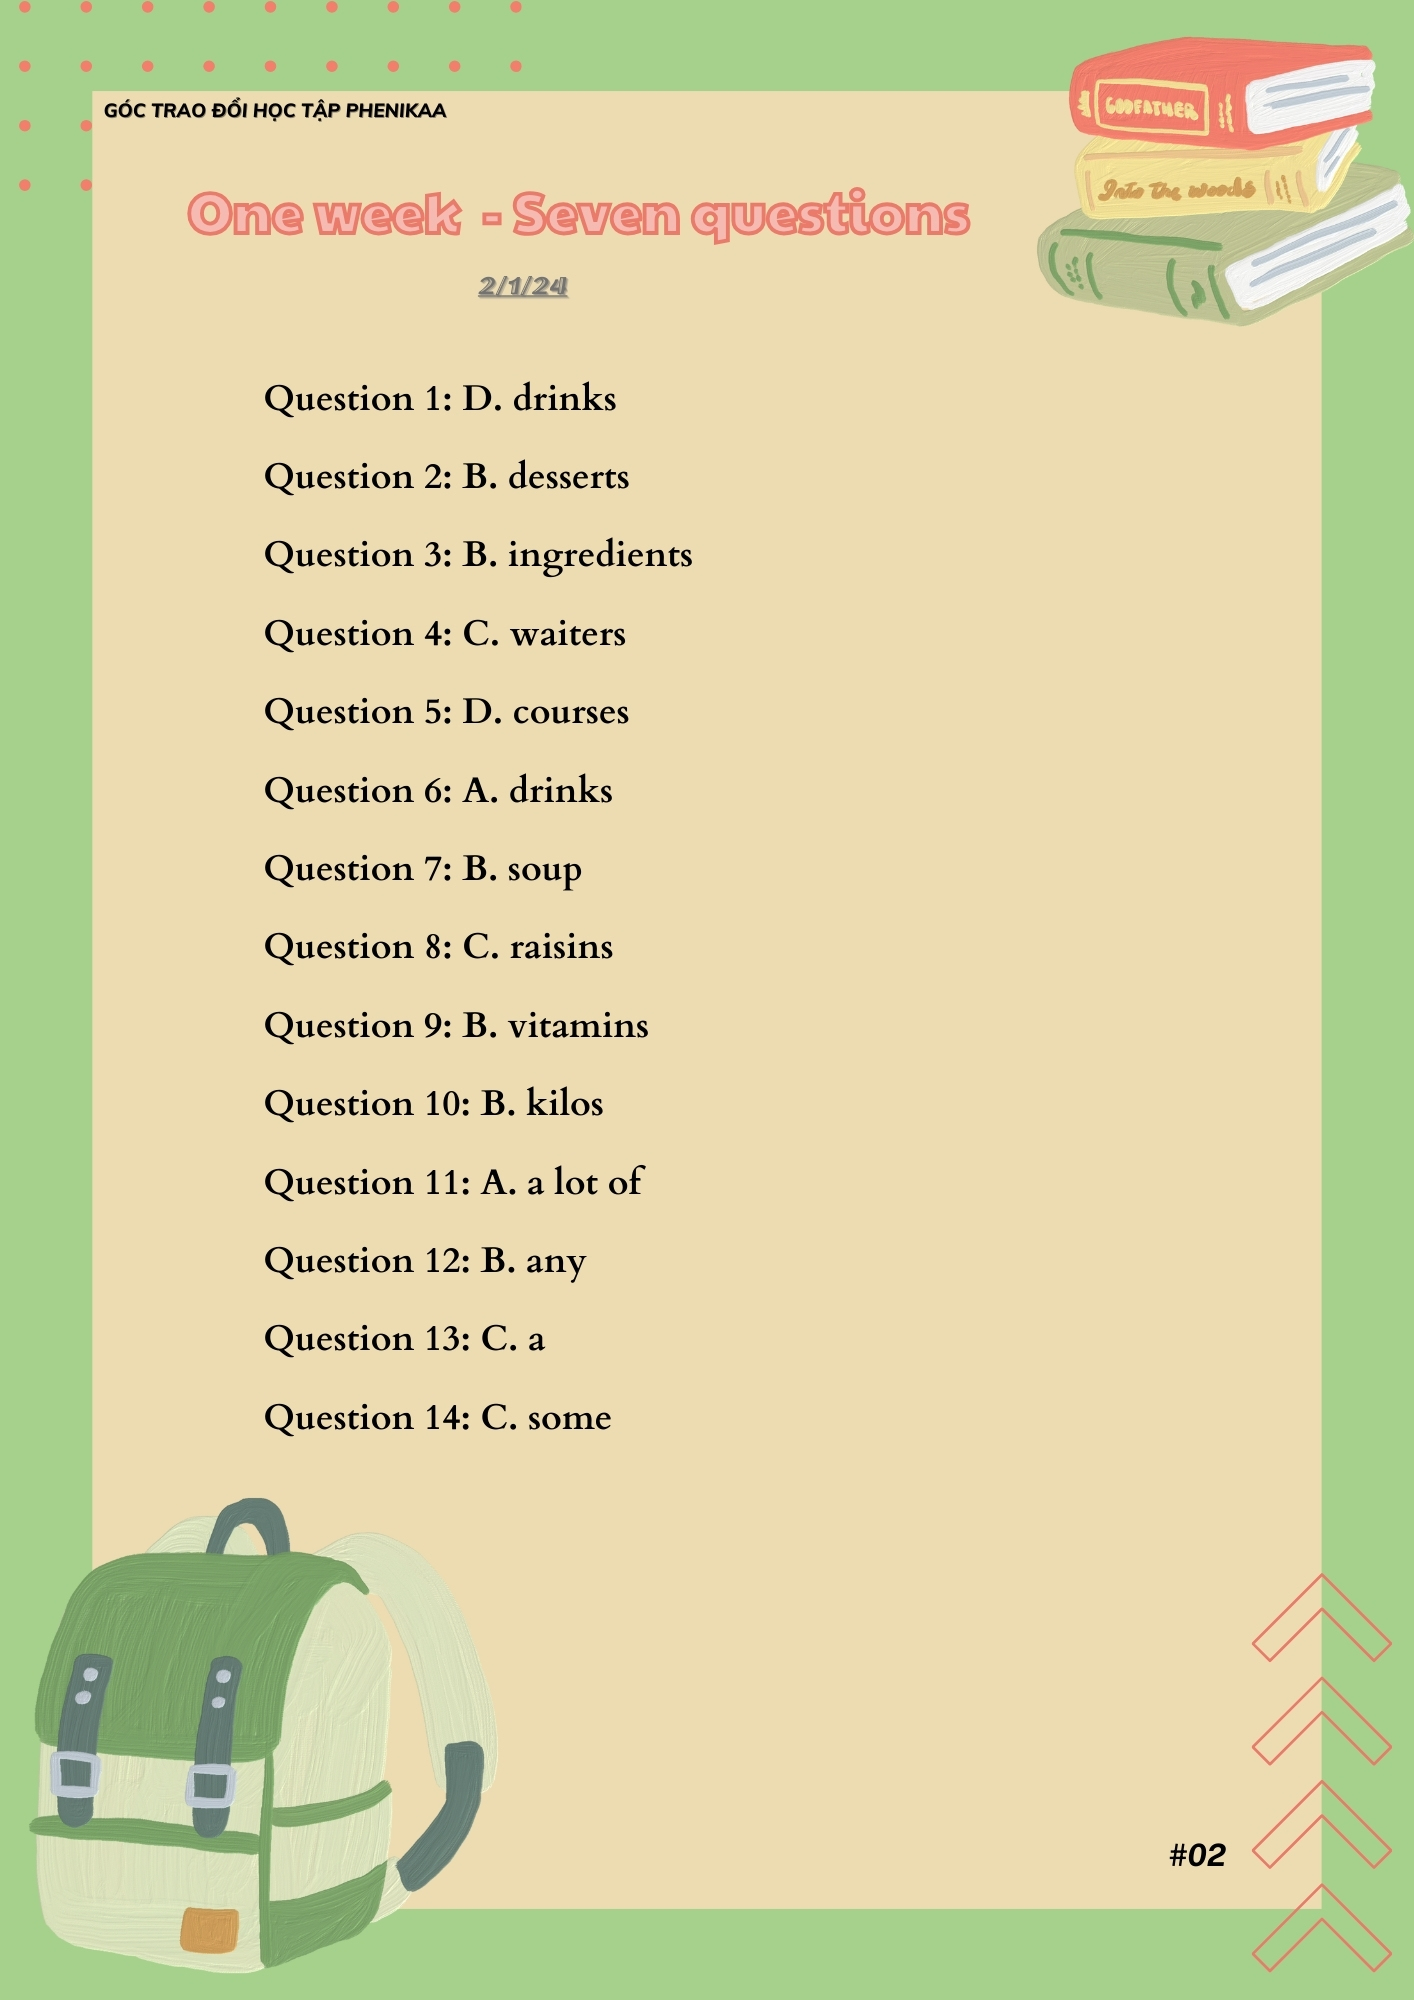 GÓC TRAO ĐỔI HỌC TẬP PHENIKAA
GODFATHER
Into the woods
One week - Seven questions
2/1/24
Question 1: D. drinks
Question 2: B. desserts
Question 3: B. ingredients
Question 4: C. waiters
Question 5: D. courses
Question 6: A. drinks
Question 7: B. soup
Question 8: C. raisins
Question 9: B. vitamins
Question 10: B. kilos
Question 11: A. a lot of
Question 12: B. any
Question 13: C. a
Question 14: C. some
#02